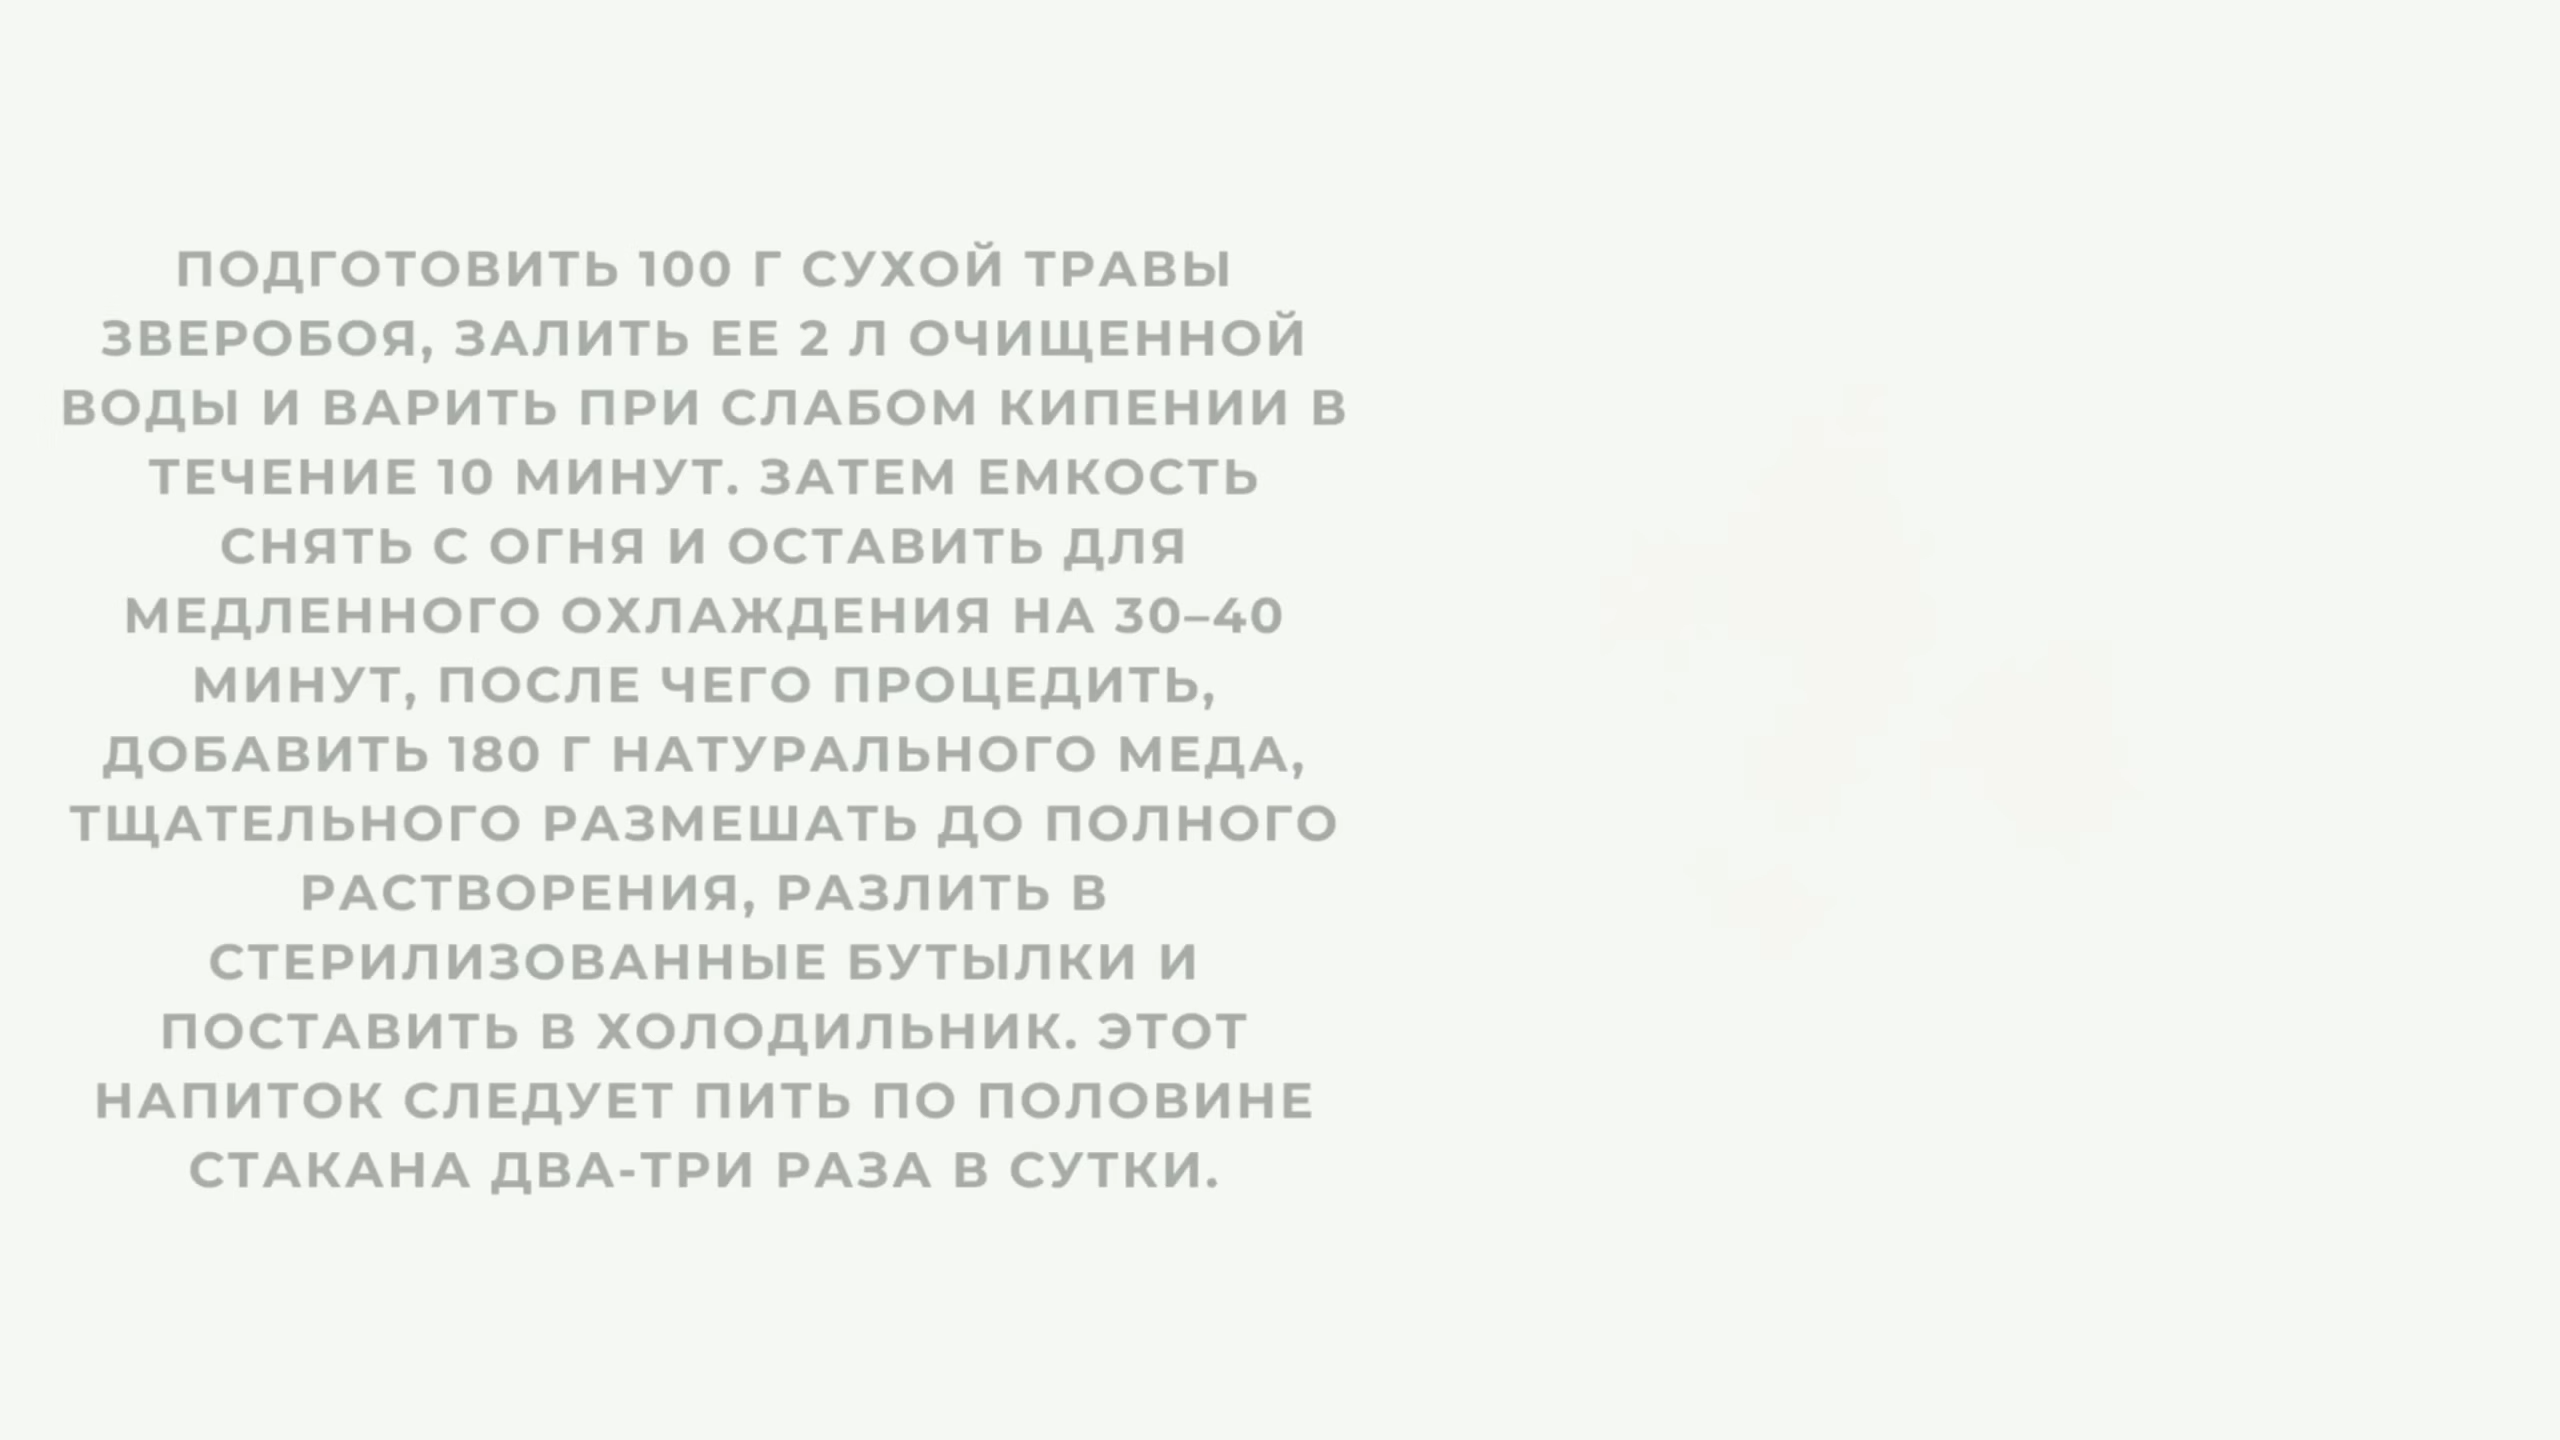 ПОДГОТОВИТЬ 100 Г СУХОЙ ТРАВЫ
ЗВЕРОБОЯ, ЗАЛИТЬ ЕЕ 2 Л ОЧИЩЕННОЙ
ВОДЫ И ВАРИТЬ ПРИ СЛАБОМ КИПЕНИИ В
ТЕЧЕНИЕ 10 МИНУТ. ЗАТЕМ ЕМКОСТЬ
СНЯТЬ С ОГНЯ И ОСТАВИТЬ ДЛЯ
МЕДЛЕННОГО ОХЛАЖДЕНИЯ НА 30–40
МИНУТ, ПОСЛЕ ЧЕГО ПРОЦЕДИТЬ,
ДОБАВИТЬ 180 Г НАТУРАЛЬНОГО МЕДА,
ТЩАТЕЛЬНОГО РАЗМЕШАТЬ ДО ПОЛНОГО
РАСТВОРЕНИЯ, РАЗЛИТЬ В
СТЕРИЛИЗОВАННЫЕ БУТЫЛКИ И
ПОСТАВИТЬ В ХОЛОДИЛЬНИК. ЭТОТ
НАПИТОК СЛЕДУЕТ ПИТЬ ПО ПОЛОВИНЕ
СТАКАНА ДВА-ТРИ РАЗА В СУТКИ.